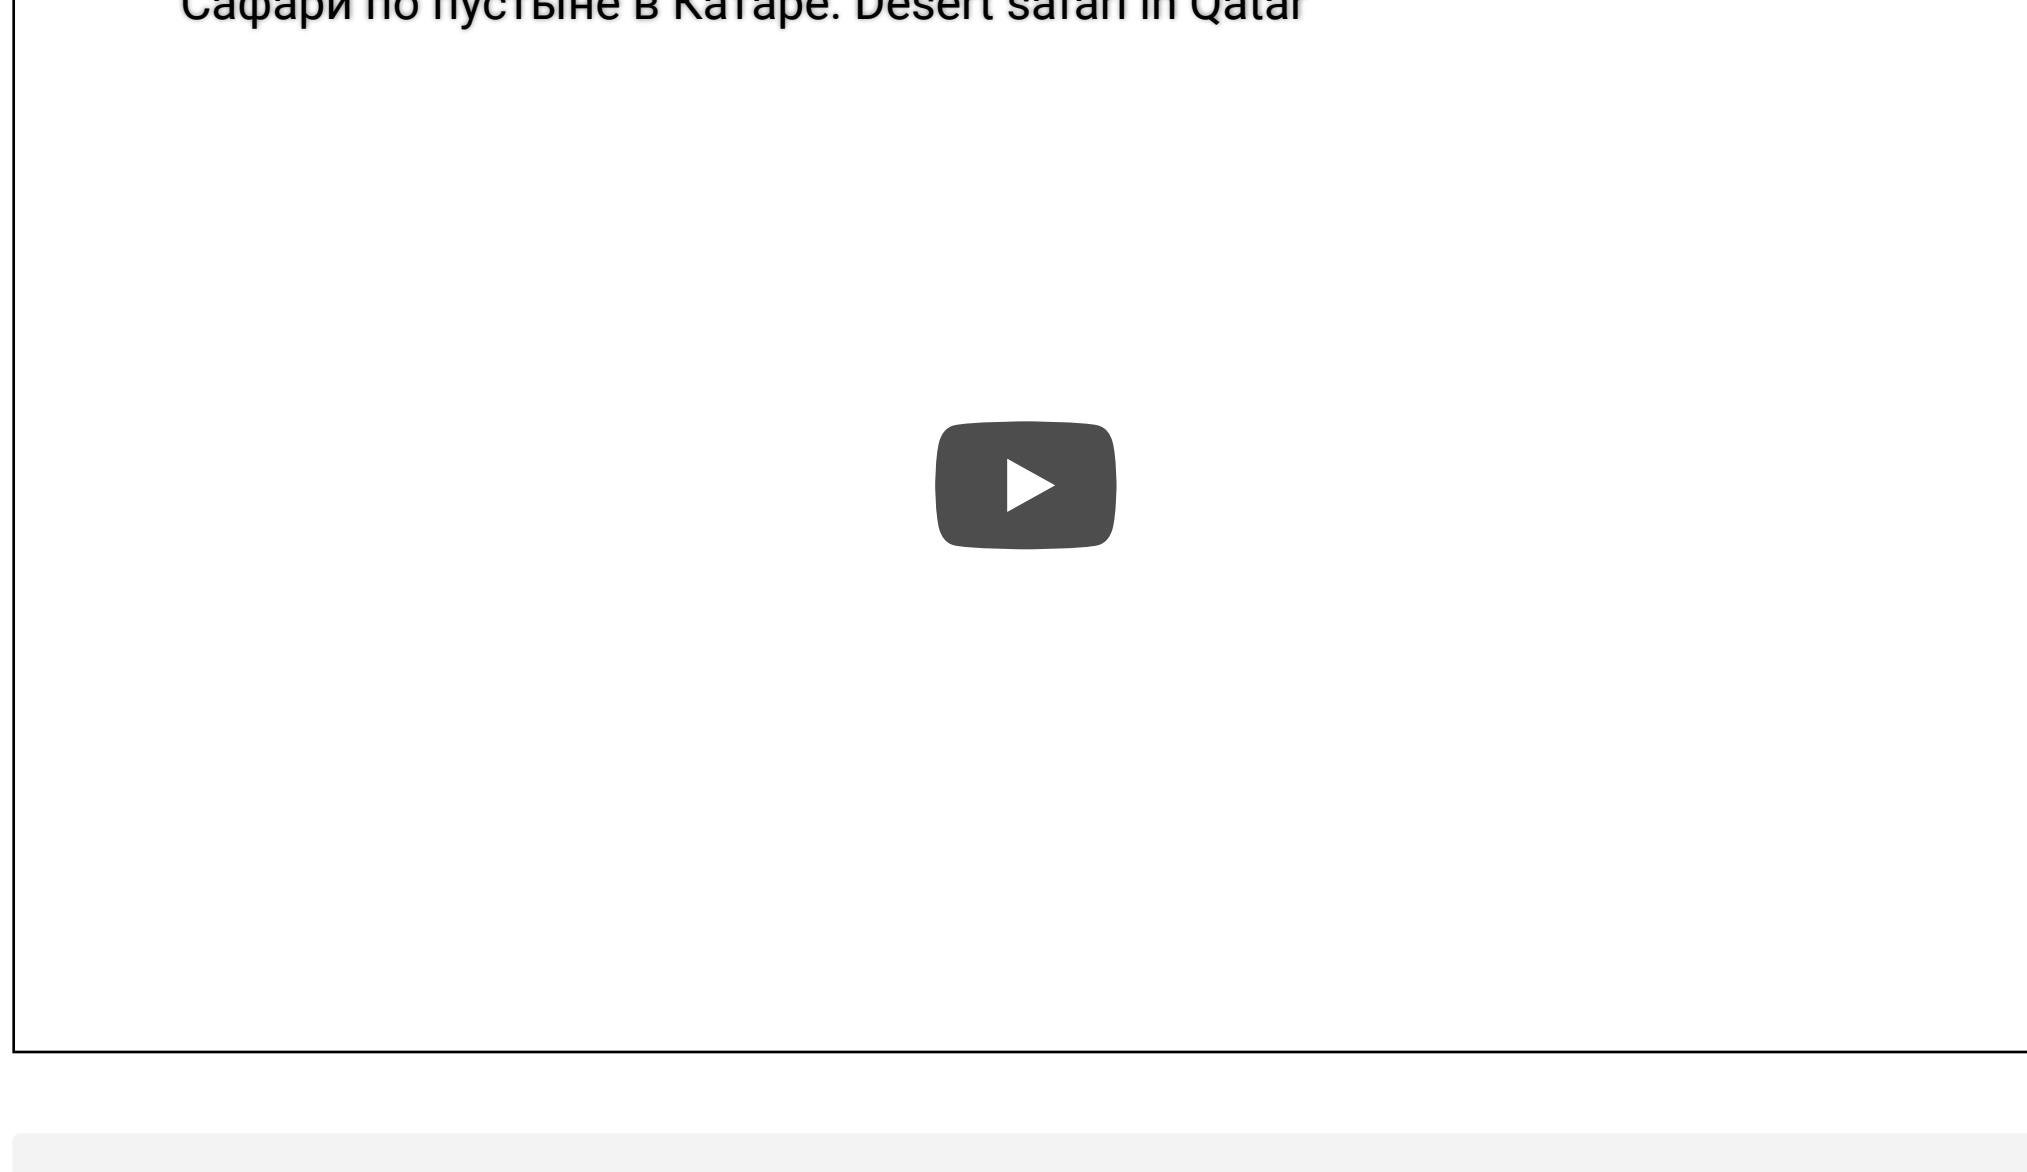 Сафари по пустыне в Катаре. Desert safari in Qatar